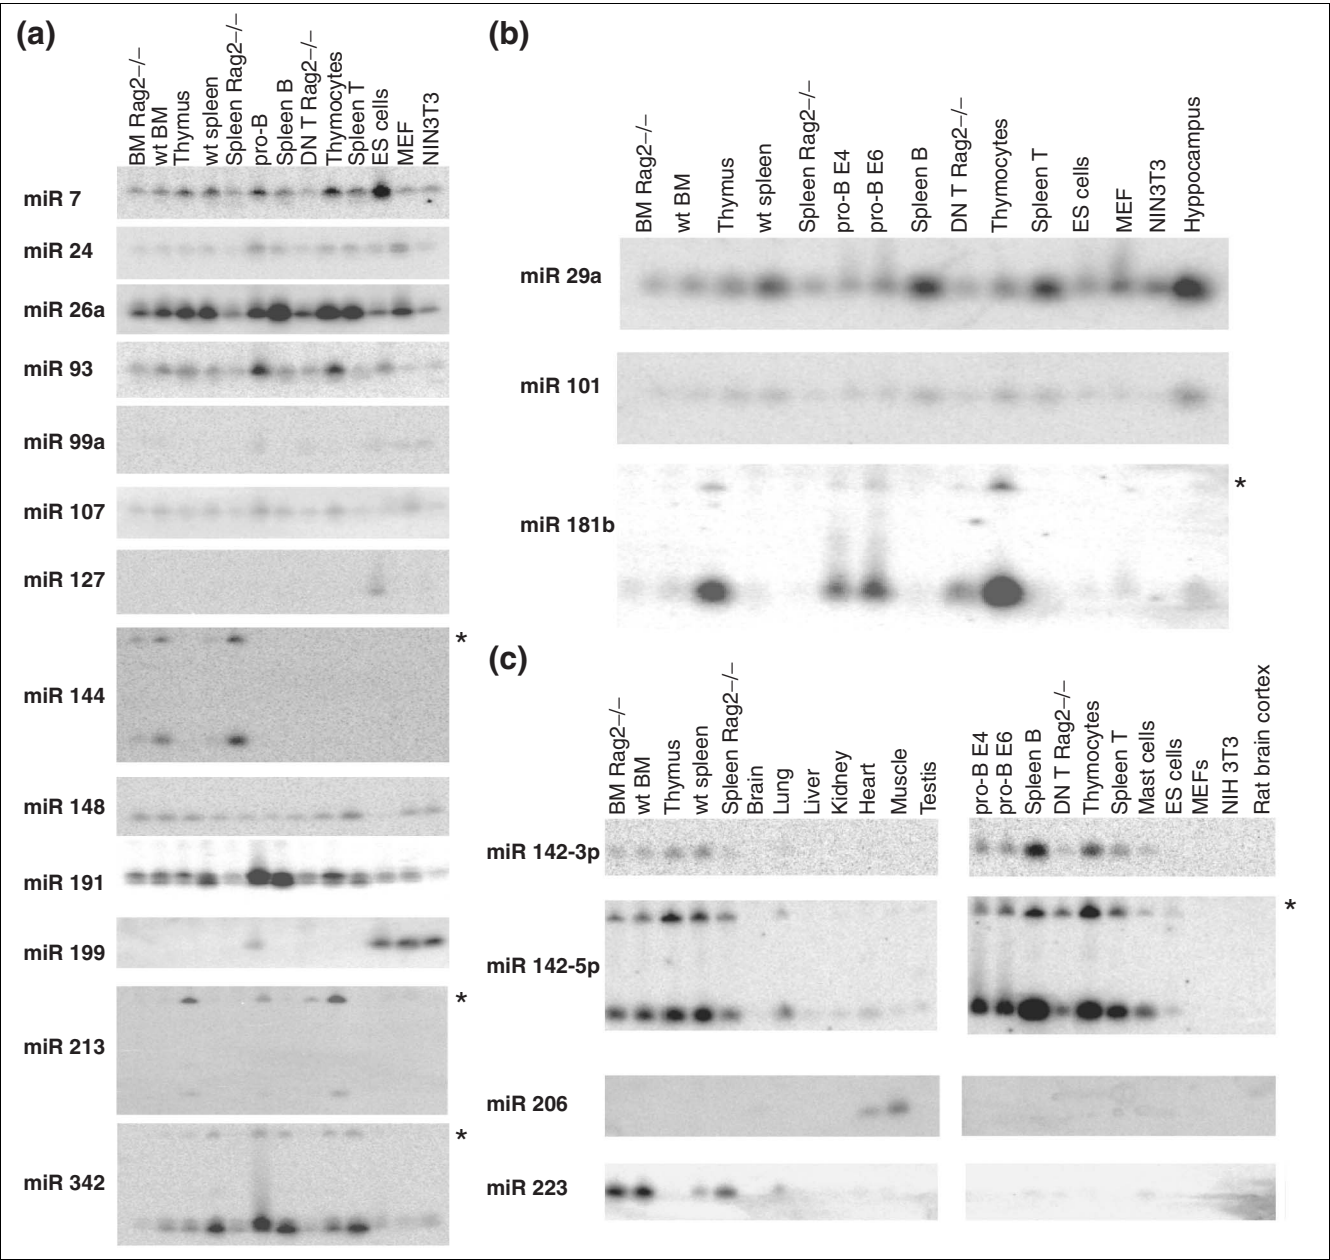 (a)
BM Rag2–/–
wt BM
Thymus
wt spleen
Spleen Rag2–/–
pro-B
Spleen B
DN T Rag2–/–
Thymocytes
Spleen T
ES cells
MEF
NIN3T3
miR 7
miR 24
miR 26a
miR 93
miR 99a
miR 107
miR 127
*
miR 144
miR 148
miR 191
miR 199
*
miR 213
*
miR 342
(b)
BM Rag2–/–
wt BM
Thymus
wt spleen
Spleen Rag2–/–
pro-B E4
pro-B E6
Spleen B
DN T Rag2–/–
Thymocytes
Spleen T
ES cells
MEF
NIN3T3
Hyppocampus
miR 29a
miR 101
*
miR 181b
(c)
BM Rag2–/–
wt BM
Thymus
wt spleen
Spleen Rag2–/–
Brain
Lung
Liver
Kidney
Heart
Muscle
Testis
pro-B E4
pro-B E6
Spleen B
DN T Rag2–/–
Thymocytes
Spleen T
Mast cells
ES cells
MEFs
NIH 3T3
Rat brain cortex
miR 142-3p
*
miR 142-5p
miR 206
miR 223